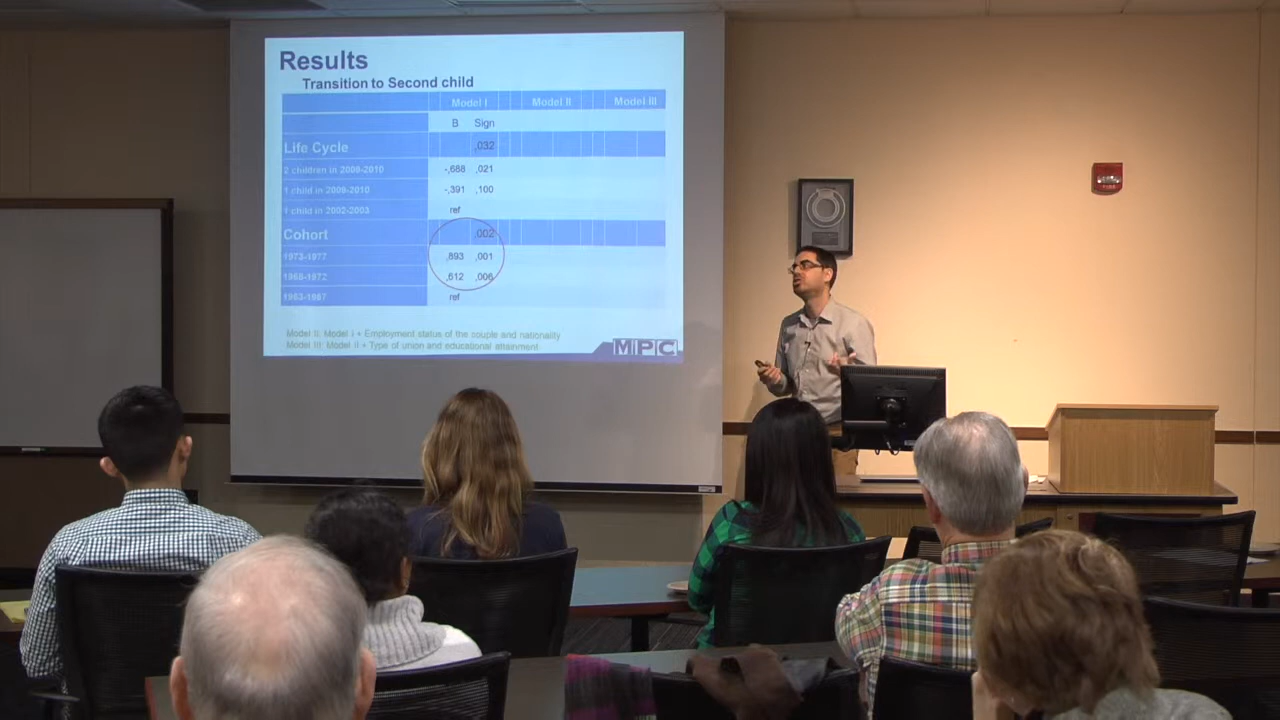 Results
Transition to Second child
Model I Model II Model III
B Sign
Life Cycle ,032
2 children in 2009-2010 -,688 ,021
1 child in 2009-2010 -,391 ,100
1 child in 2002-2003 ref
Cohort ,002
1973-1977 ,893 ,001
1968-1972 ,612 ,006
1963-1967 ref
Model II: Model I + Employment status of the couple and nationality
Model III: Model II + Type of union and educational attainment.
MPC